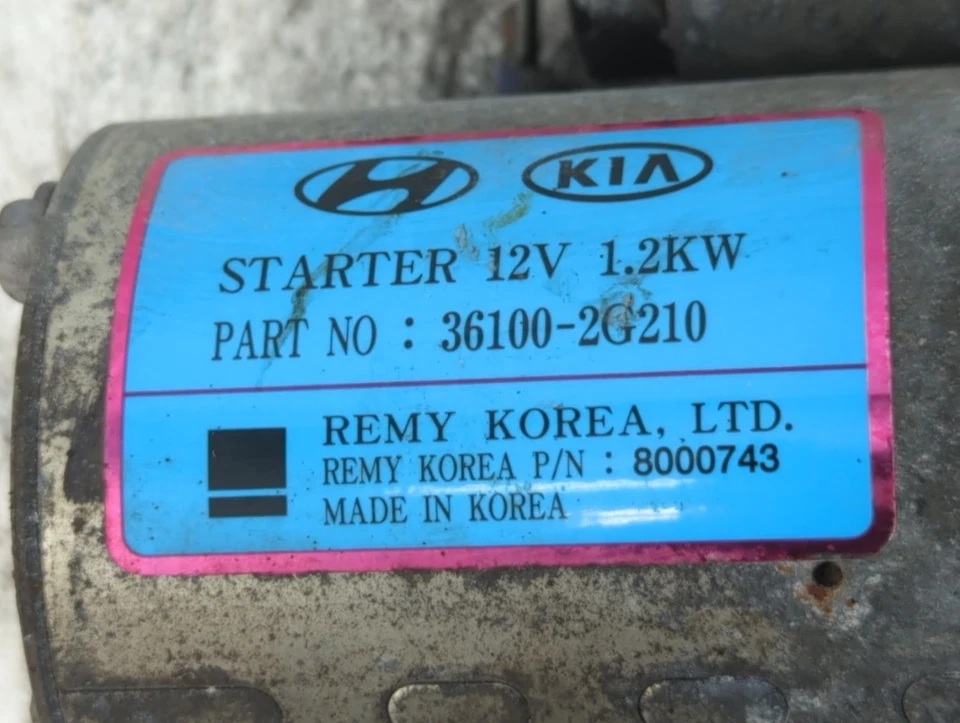 KIA
STARTER 12V 1.2KW
PART NO : 36100-2G210
REMY KOREA, LTD.
REMY KOREA P/N : 8000743
MADE IN KOREA